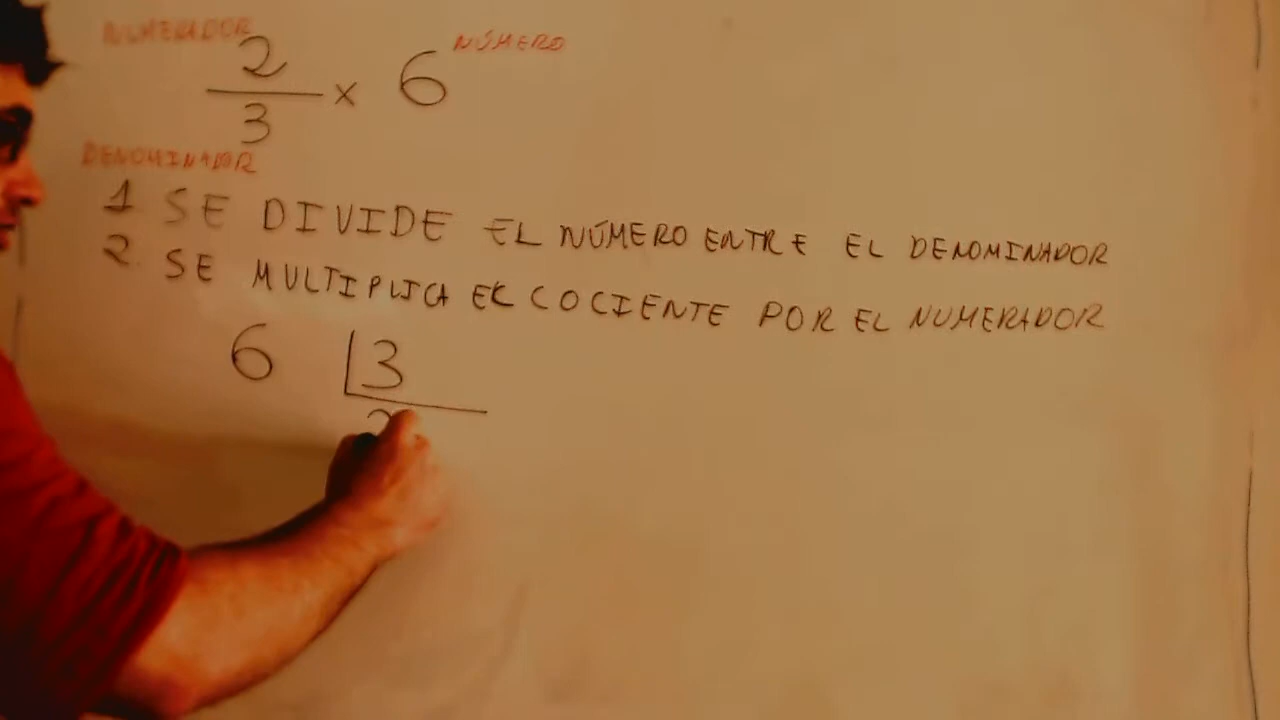 NUMERADOR
2 NÚMERO
— x 6
3
DENOMINADOR
1 SE DIVIDE EL NÚMERO ENTRE EL DENOMINADOR
2. SE MULTIPLICA EL COCIENTE POR EL NUMERADOR
6 3
2